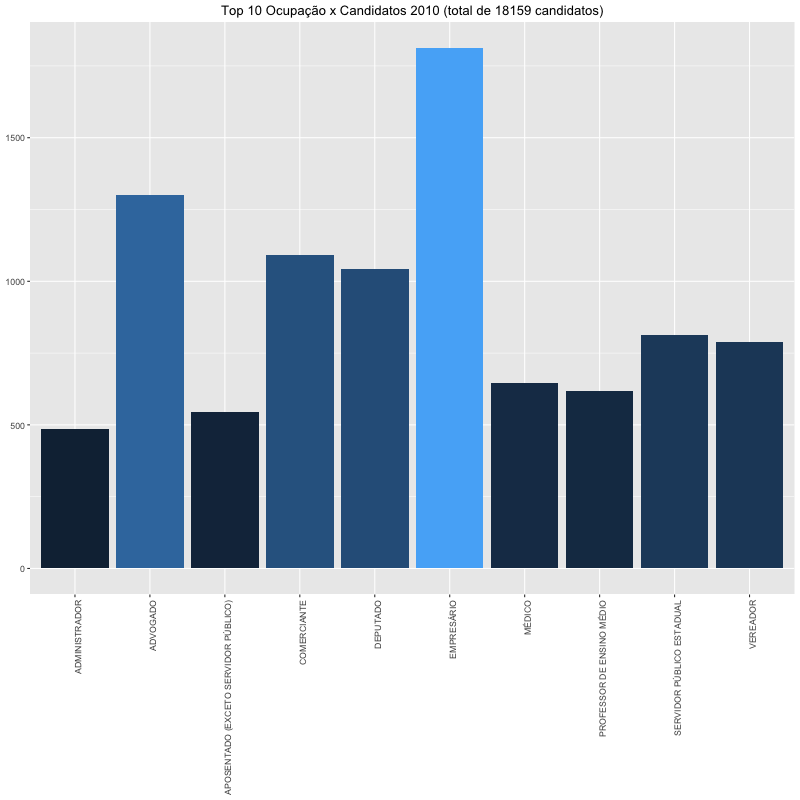 Top 10 Ocupação x Candidatos 2010 (total de 18159 candidatos)
1500
1000
500
0
ADMINISTRADOR
ADVOGADO
APOSENTADO (EXCETO SERVIDOR PÚBLICO)
COMERCIANTE
DEPUTADO
EMPRESÁRIO
MÉDICO
PROFESSOR DE ENSINO MÉDIO
SERVIDOR PÚBLICO ESTADUAL
VEREADOR